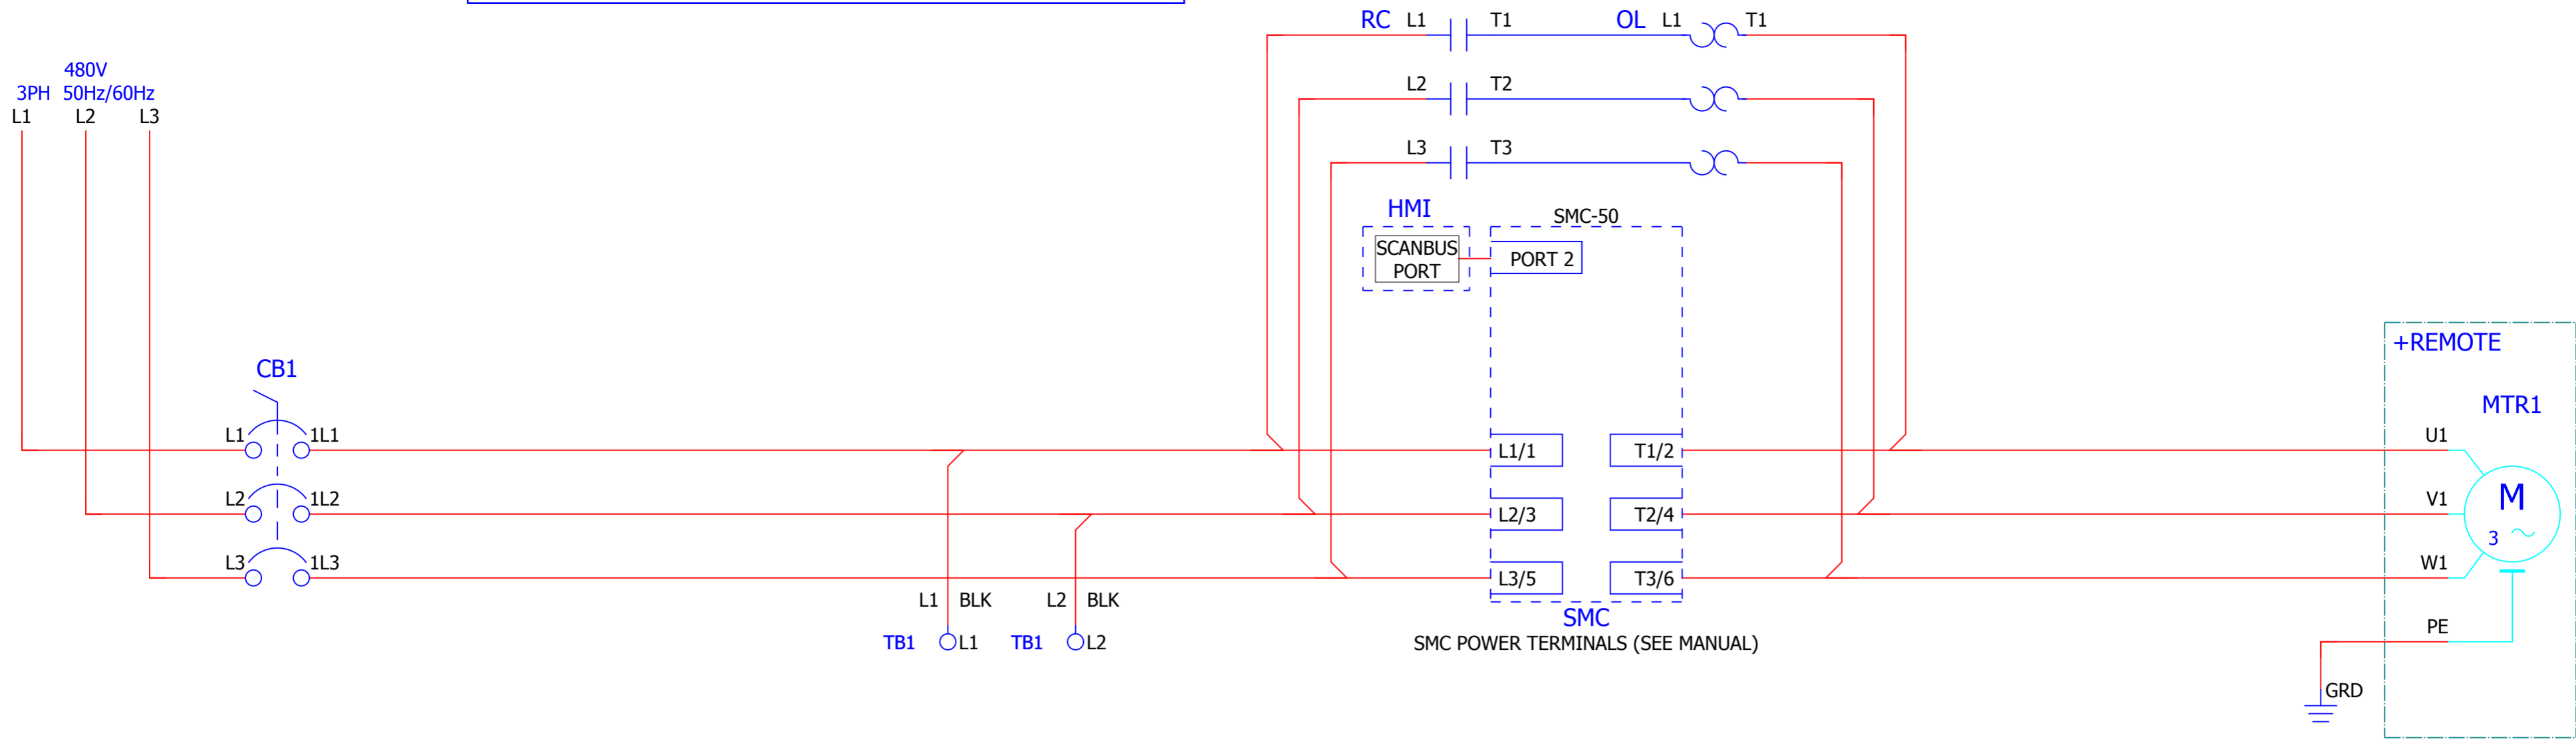 RC L1 T1 OL L1 T1
480V
3PH 50Hz/60Hz
L1 L2 L3
L2 T2
L3 T3
HMI
SMC-50
SCANBUS
PORT
PORT 2
+REMOTE
CB1
MTR1
L1 1L1
L1/1 T1/2
U1
L2 1L2
L2/3 T2/4
V1
M
3
L3 1L3
L3/5 T3/6
W1
L1 BLK L2 BLK
SMC
PE
TB1 L1 TB1 L2
SMC POWER TERMINALS (SEE MANUAL)
GRD